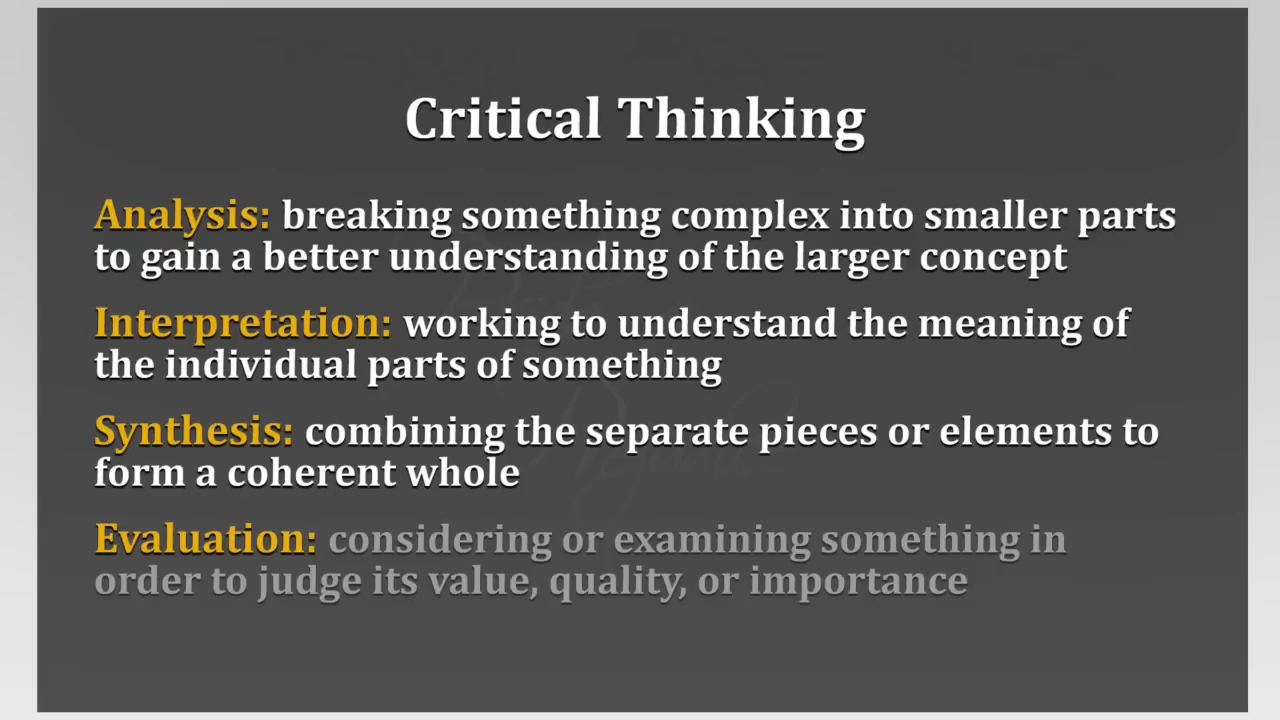 Critical Thinking
Analysis: breaking something complex into smaller parts
to gain a better understanding of the larger concept
Interpretation: working to understand the meaning of
the individual parts of something
Synthesis: combining the separate pieces or elements to
form a coherent whole
Evaluation: considering or examining something in
order to judge its value, quality, or importance